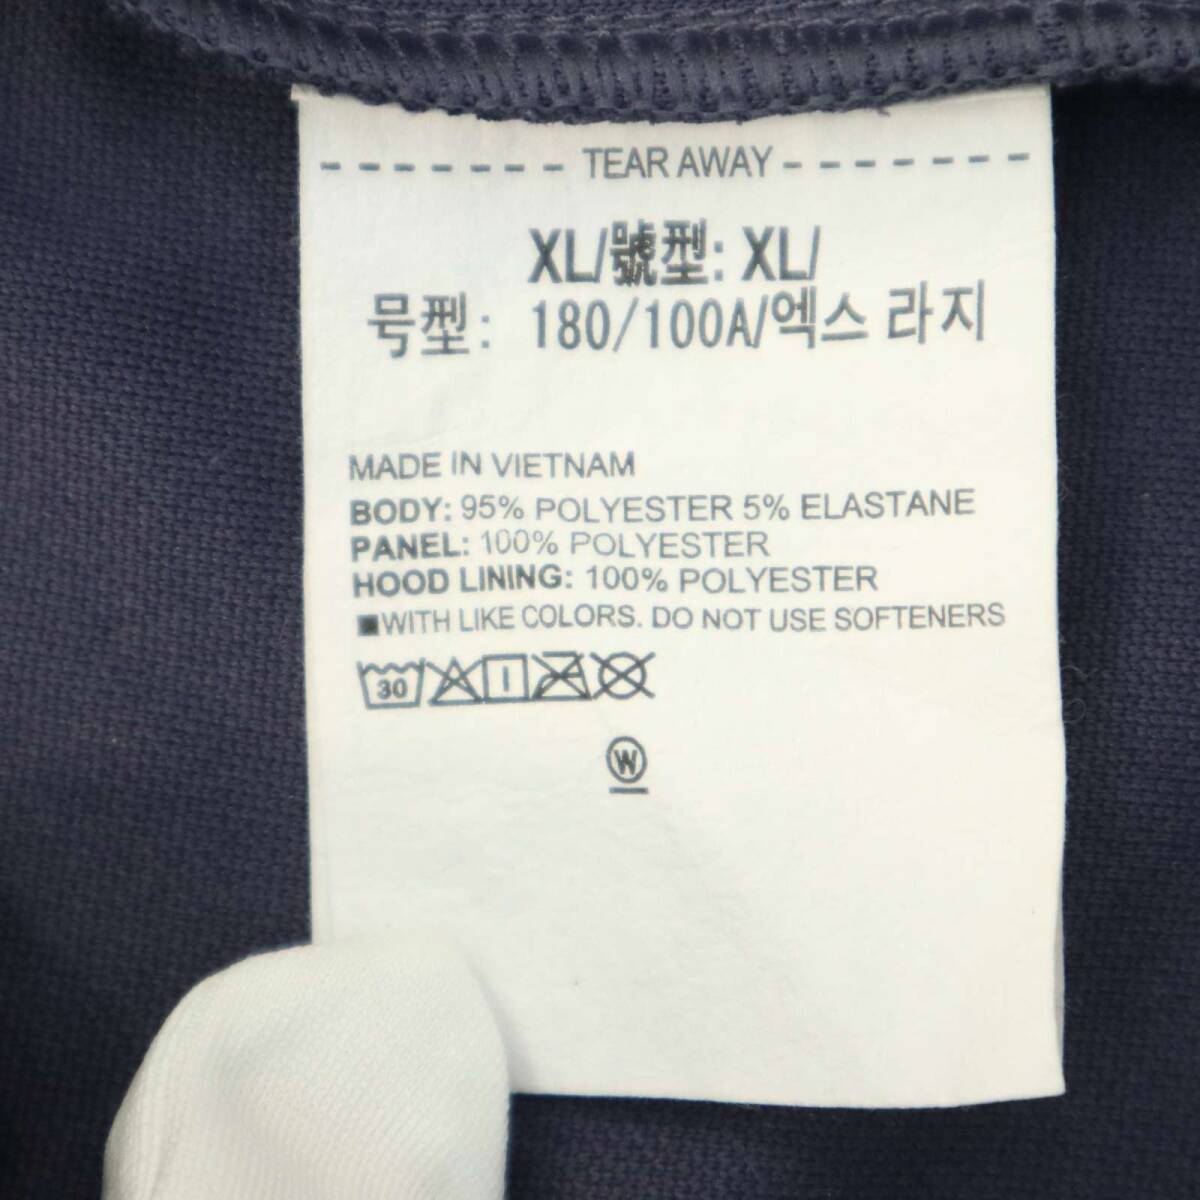 TEAR AWAY
XL/號型: XL/
号型: 180/100A/엑스 라지
MADE IN VIETNAM
BODY: 95% POLYESTER 5% ELASTANE
PANEL: 100% POLYESTER
HOOD LINING: 100% POLYESTER
■WITH LIKE COLORS. DO NOT USE SOFTENERS
30
W